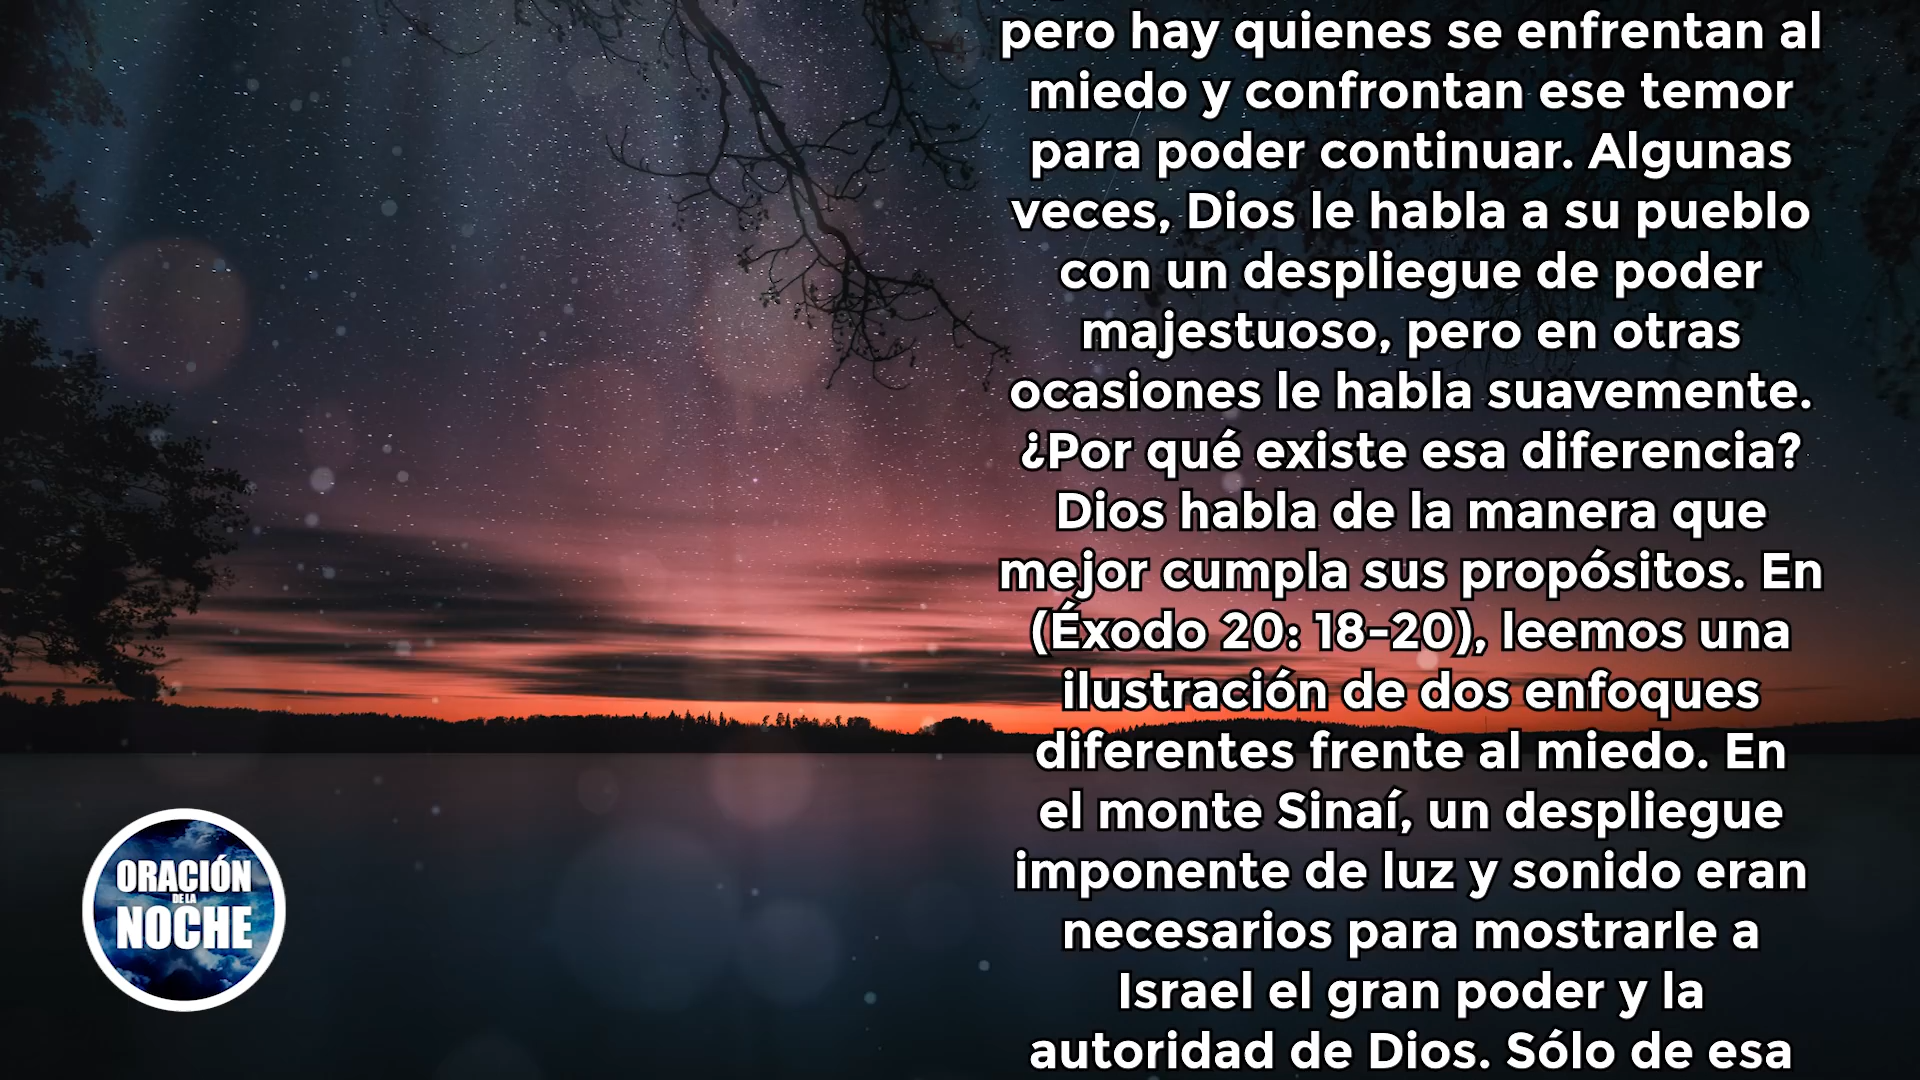 pero hay quienes se enfrentan al
miedo y confrontan ese temor
para poder continuar. Algunas
veces, Dios le habla a su pueblo
con un despliegue de poder
majestuoso, pero en otras
ocasiones le habla suavemente.
¿Por qué existe esa diferencia?
Dios habla de la manera que
mejor cumpla sus propósitos. En
(Éxodo 20: 18-20), leemos una
ilustración de dos enfoques
diferentes frente al miedo. En
el monte Sinaí, un despliegue
imponente de luz y sonido eran
necesarios para mostrarle a
Israel el gran poder y la
autoridad de Dios. Sólo de esa
ORACIÓN
DE LA
NOCHE